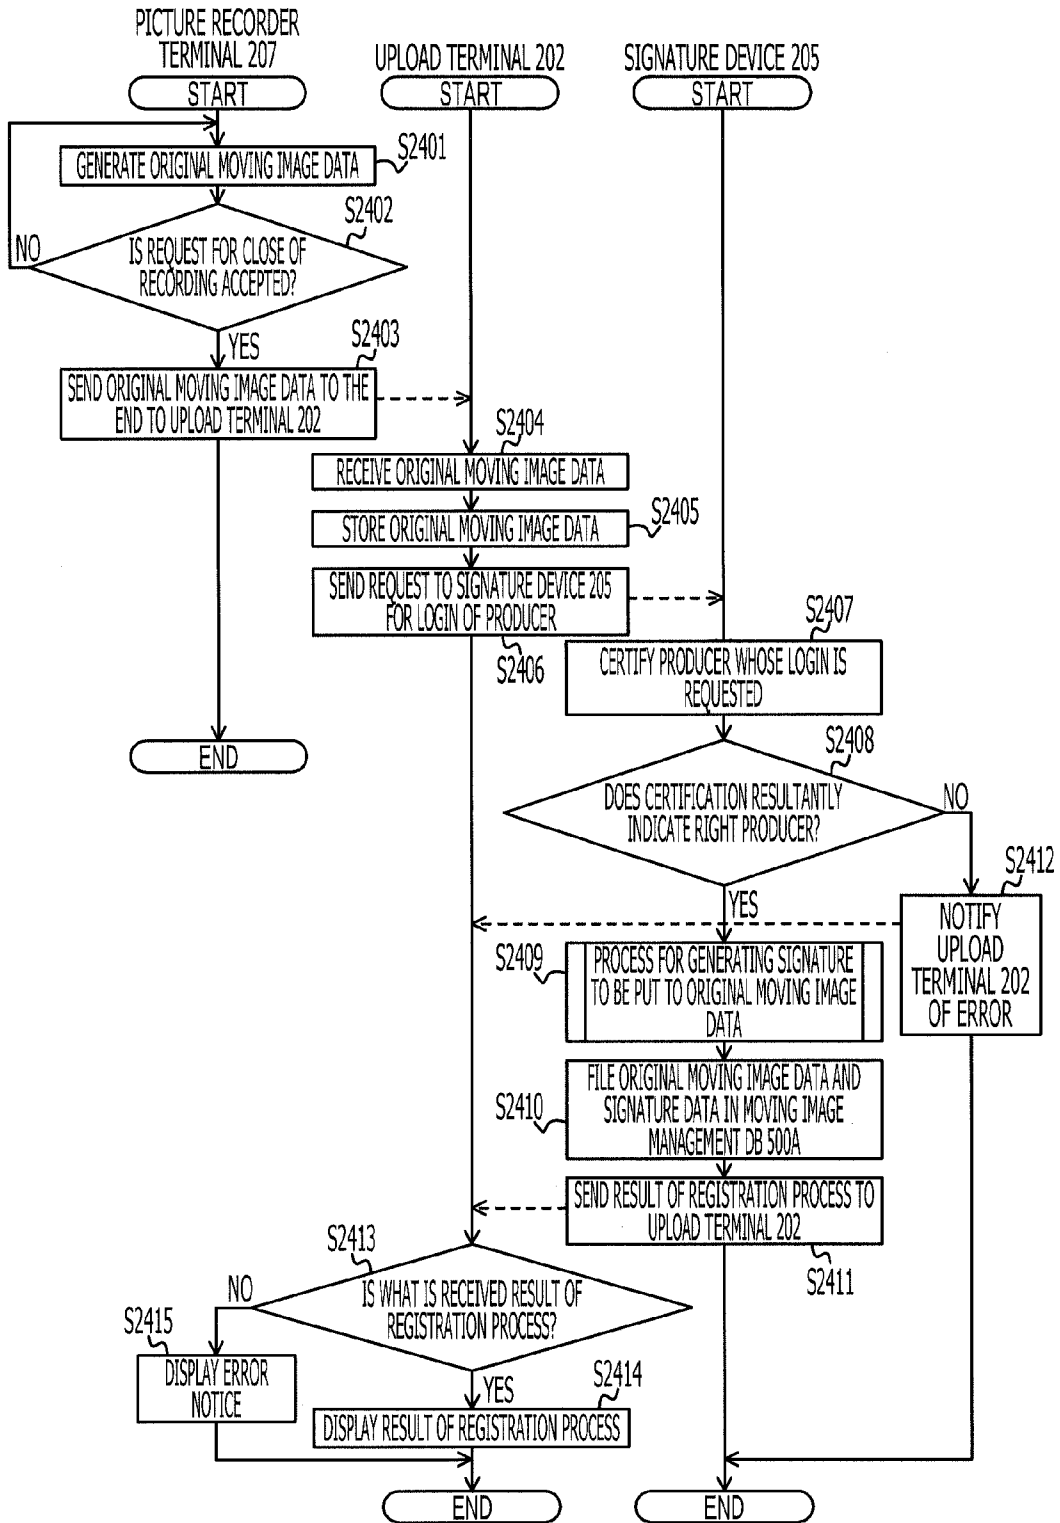 PICTURE RECORDER
TERMINAL 207
UPLOAD TERMINAL 202
SIGNATURE DEVICE 205
START
START
START
S2401
GENERATE ORIGINAL MOVING IMAGE DATA
S2402
IS REQUEST FOR CLOSE OF
RECORDING ACCEPTED?
NO
YES
S2403
SEND ORIGINAL MOVING IMAGE DATA TO THE
END TO UPLOAD TERMINAL 202
S2404
RECEIVE ORIGINAL MOVING IMAGE DATA
S2405
STORE ORIGINAL MOVING IMAGE DATA
SEND REQUEST TO SIGNATURE DEVICE 205
FOR LOGIN OF PRODUCER
S2406
S2407
CERTIFY PRODUCER WHOSE LOGIN IS
REQUESTED
END
S2408
DOES CERTIFICATION RESULTANTLY
INDICATE RIGHT PRODUCER?
NO
YES
S2412
NOTIFY
UPLOAD
TERMINAL 202
OF ERROR
S2409
PROCESS FOR GENERATING SIGNATURE
TO BE PUT TO ORIGINAL MOVING IMAGE
DATA
S2410
FILE ORIGINAL MOVING IMAGE DATA AND
SIGNATURE DATA IN MOVING IMAGE
MANAGEMENT DB 500A
SEND RESULT OF REGISTRATION PROCESS TO
UPLOAD TERMINAL 202
S2411
S2413
IS WHAT IS RECEIVED RESULT OF
REGISTRATION PROCESS?
NO
YES
S2415
DISPLAY ERROR
NOTICE
S2414
DISPLAY RESULT OF REGISTRATION PROCESS
END
END